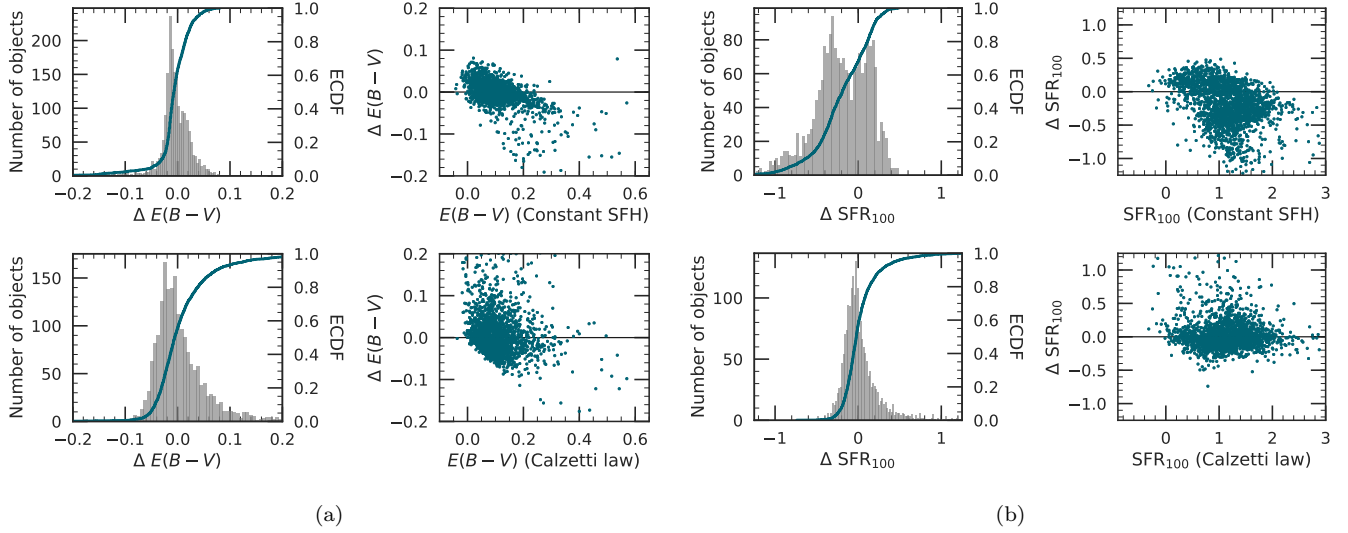 250
200
150
100
50
0
Number of objects
1.0
0.8
0.6
0.4
0.2
0.0
ECDF
−0.2 −0.1 0.0 0.1 0.2
Δ E(B − V)
0.2
0.1
0.0
−0.1
−0.2
Δ E(B − V)
0.0 0.2 0.4 0.6
E(B − V) (Constant SFH)
80
60
40
20
0
Number of objects
1.0
0.8
0.6
0.4
0.2
0.0
ECDF
−1 0 1
Δ SFR₁₀₀
1.0
0.5
0.0
−0.5
−1.0
Δ SFR₁₀₀
0 1 2 3
SFR₁₀₀ (Constant SFH)
150
100
50
0
Number of objects
1.0
0.8
0.6
0.4
0.2
0.0
ECDF
−0.2 −0.1 0.0 0.1 0.2
Δ E(B − V)
0.2
0.1
0.0
−0.1
−0.2
Δ E(B − V)
0.0 0.2 0.4 0.6
E(B − V) (Calzetti law)
100
50
0
Number of objects
1.0
0.8
0.6
0.4
0.2
0.0
ECDF
−1 0 1
Δ SFR₁₀₀
1.0
0.5
0.0
−0.5
−1.0
Δ SFR₁₀₀
0 1 2 3
SFR₁₀₀ (Calzetti law)
(a)
(b)